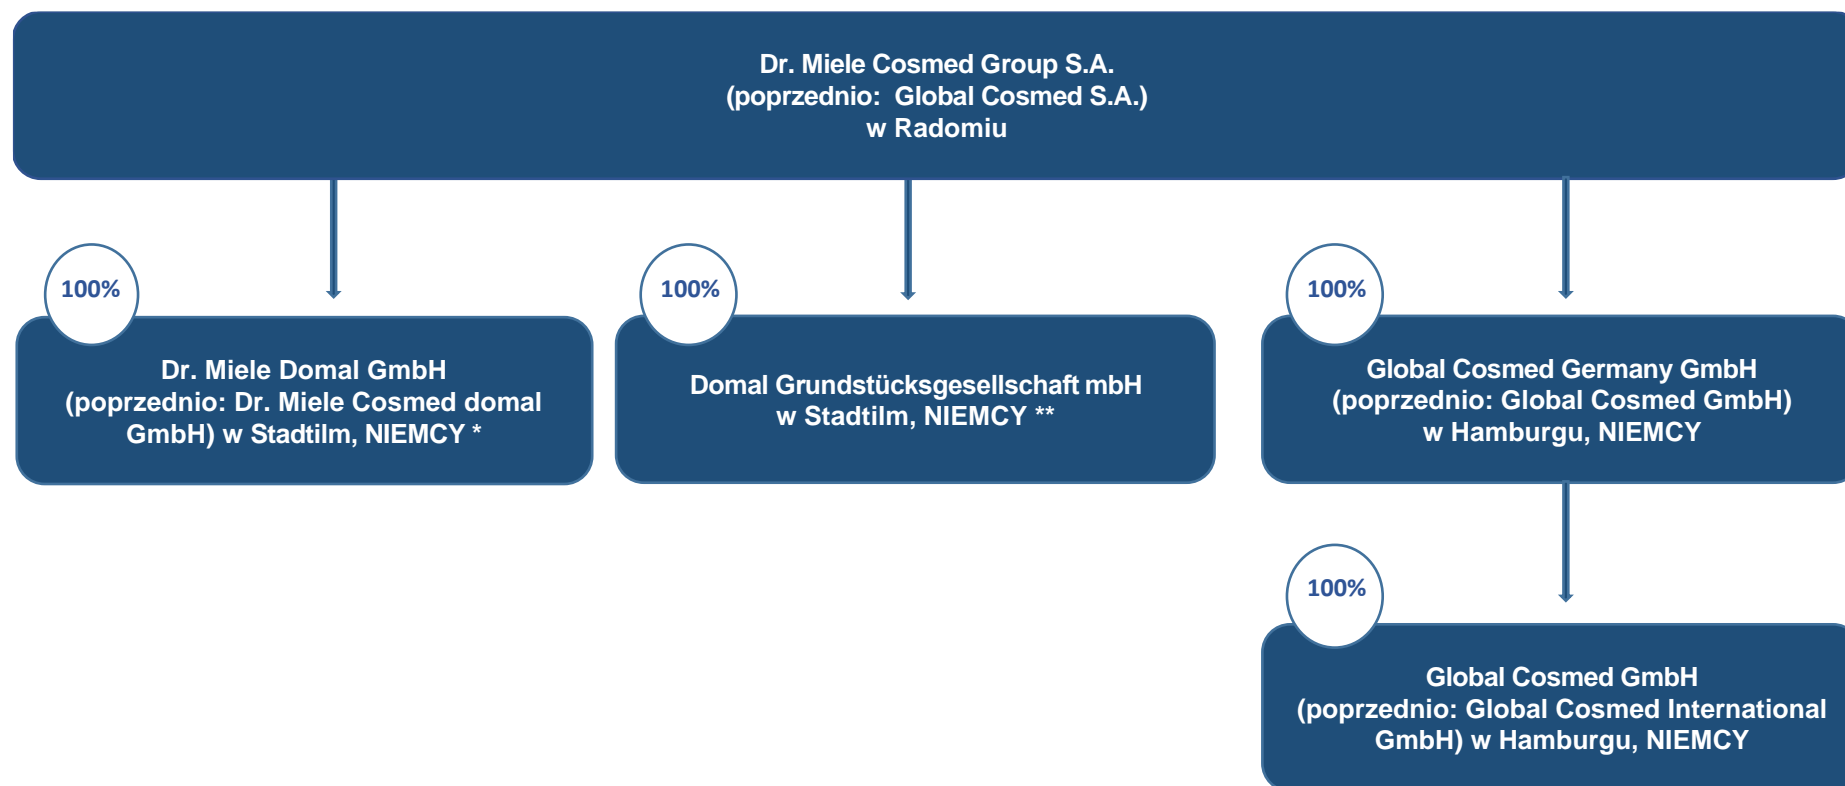 Dr. Miele Cosmed Group S.A.
(poprzednio: Global Cosmed S.A.)
w Radomiu
100%
100%
100%
Dr. Miele Domal GmbH
(poprzednio: Dr. Miele Cosmed domal
GmbH) w Stadtilm, NIEMCY *
Domal Grundstücksgesellschaft mbH
w Stadtilm, NIEMCY **
Global Cosmed Germany GmbH
(poprzednio: Global Cosmed GmbH)
w Hamburgu, NIEMCY
100%
Global Cosmed GmbH
(poprzednio: Global Cosmed International
GmbH) w Hamburgu, NIEMCY